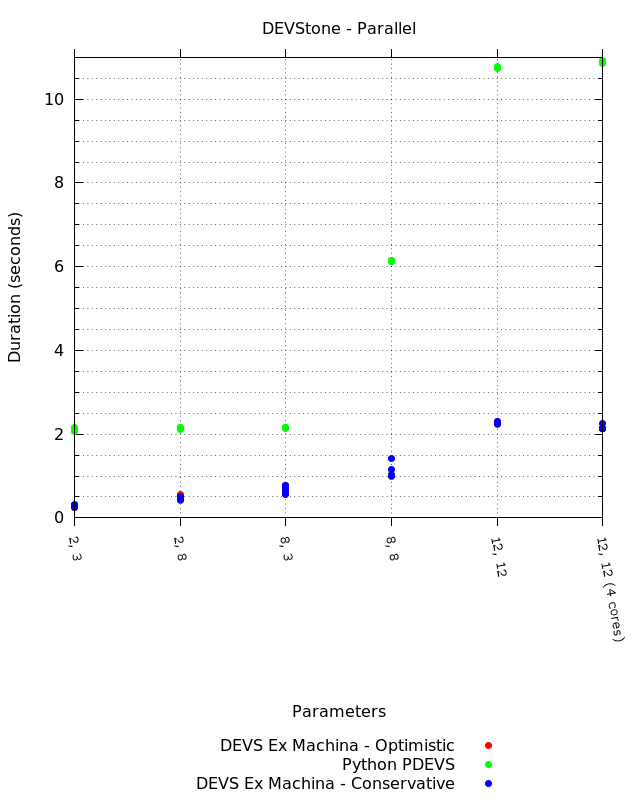 DEVStone - Parallel
Duration (seconds)
10
8
6
4
2
0
2, 3
2, 8
8, 3
8, 8
12, 12
12, 12 (4 cores)
Parameters
DEVS Ex Machina - Optimistic
Python PDEVS
DEVS Ex Machina - Conservative